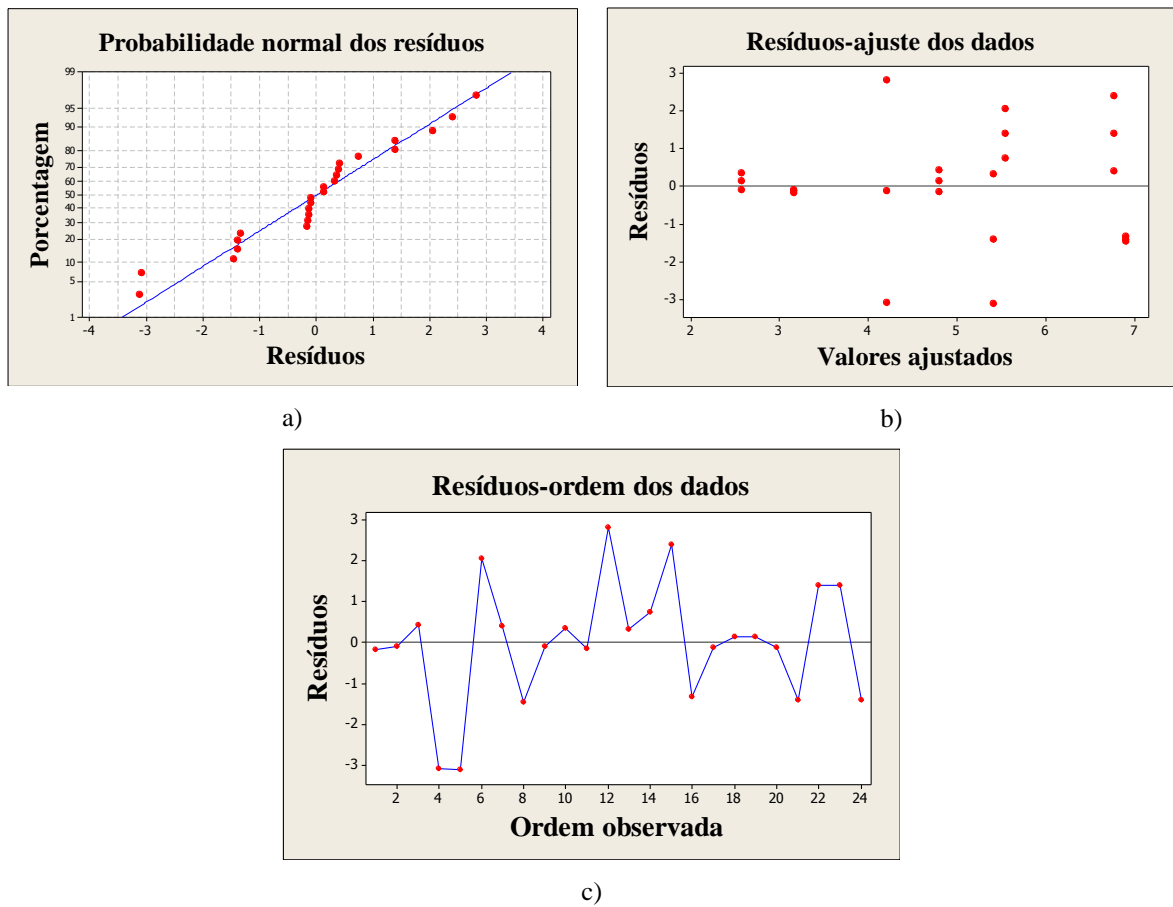 Probabilidade normal dos resíduos
Porcentagem
99
95
90
80
70
60
50
40
30
20
10
5
1
-4 -3 -2 -1 0 1 2 3 4
Resíduos
a)
Resíduos-ajuste dos dados
Resíduos
3
2
1
0
-1
-2
-3
2 3 4 5 6 7
Valores ajustados
b)
Resíduos-ordem dos dados
Resíduos
3
2
1
0
-1
-2
-3
2 4 6 8 10 12 14 16 18 20 22 24
Ordem observada
c)